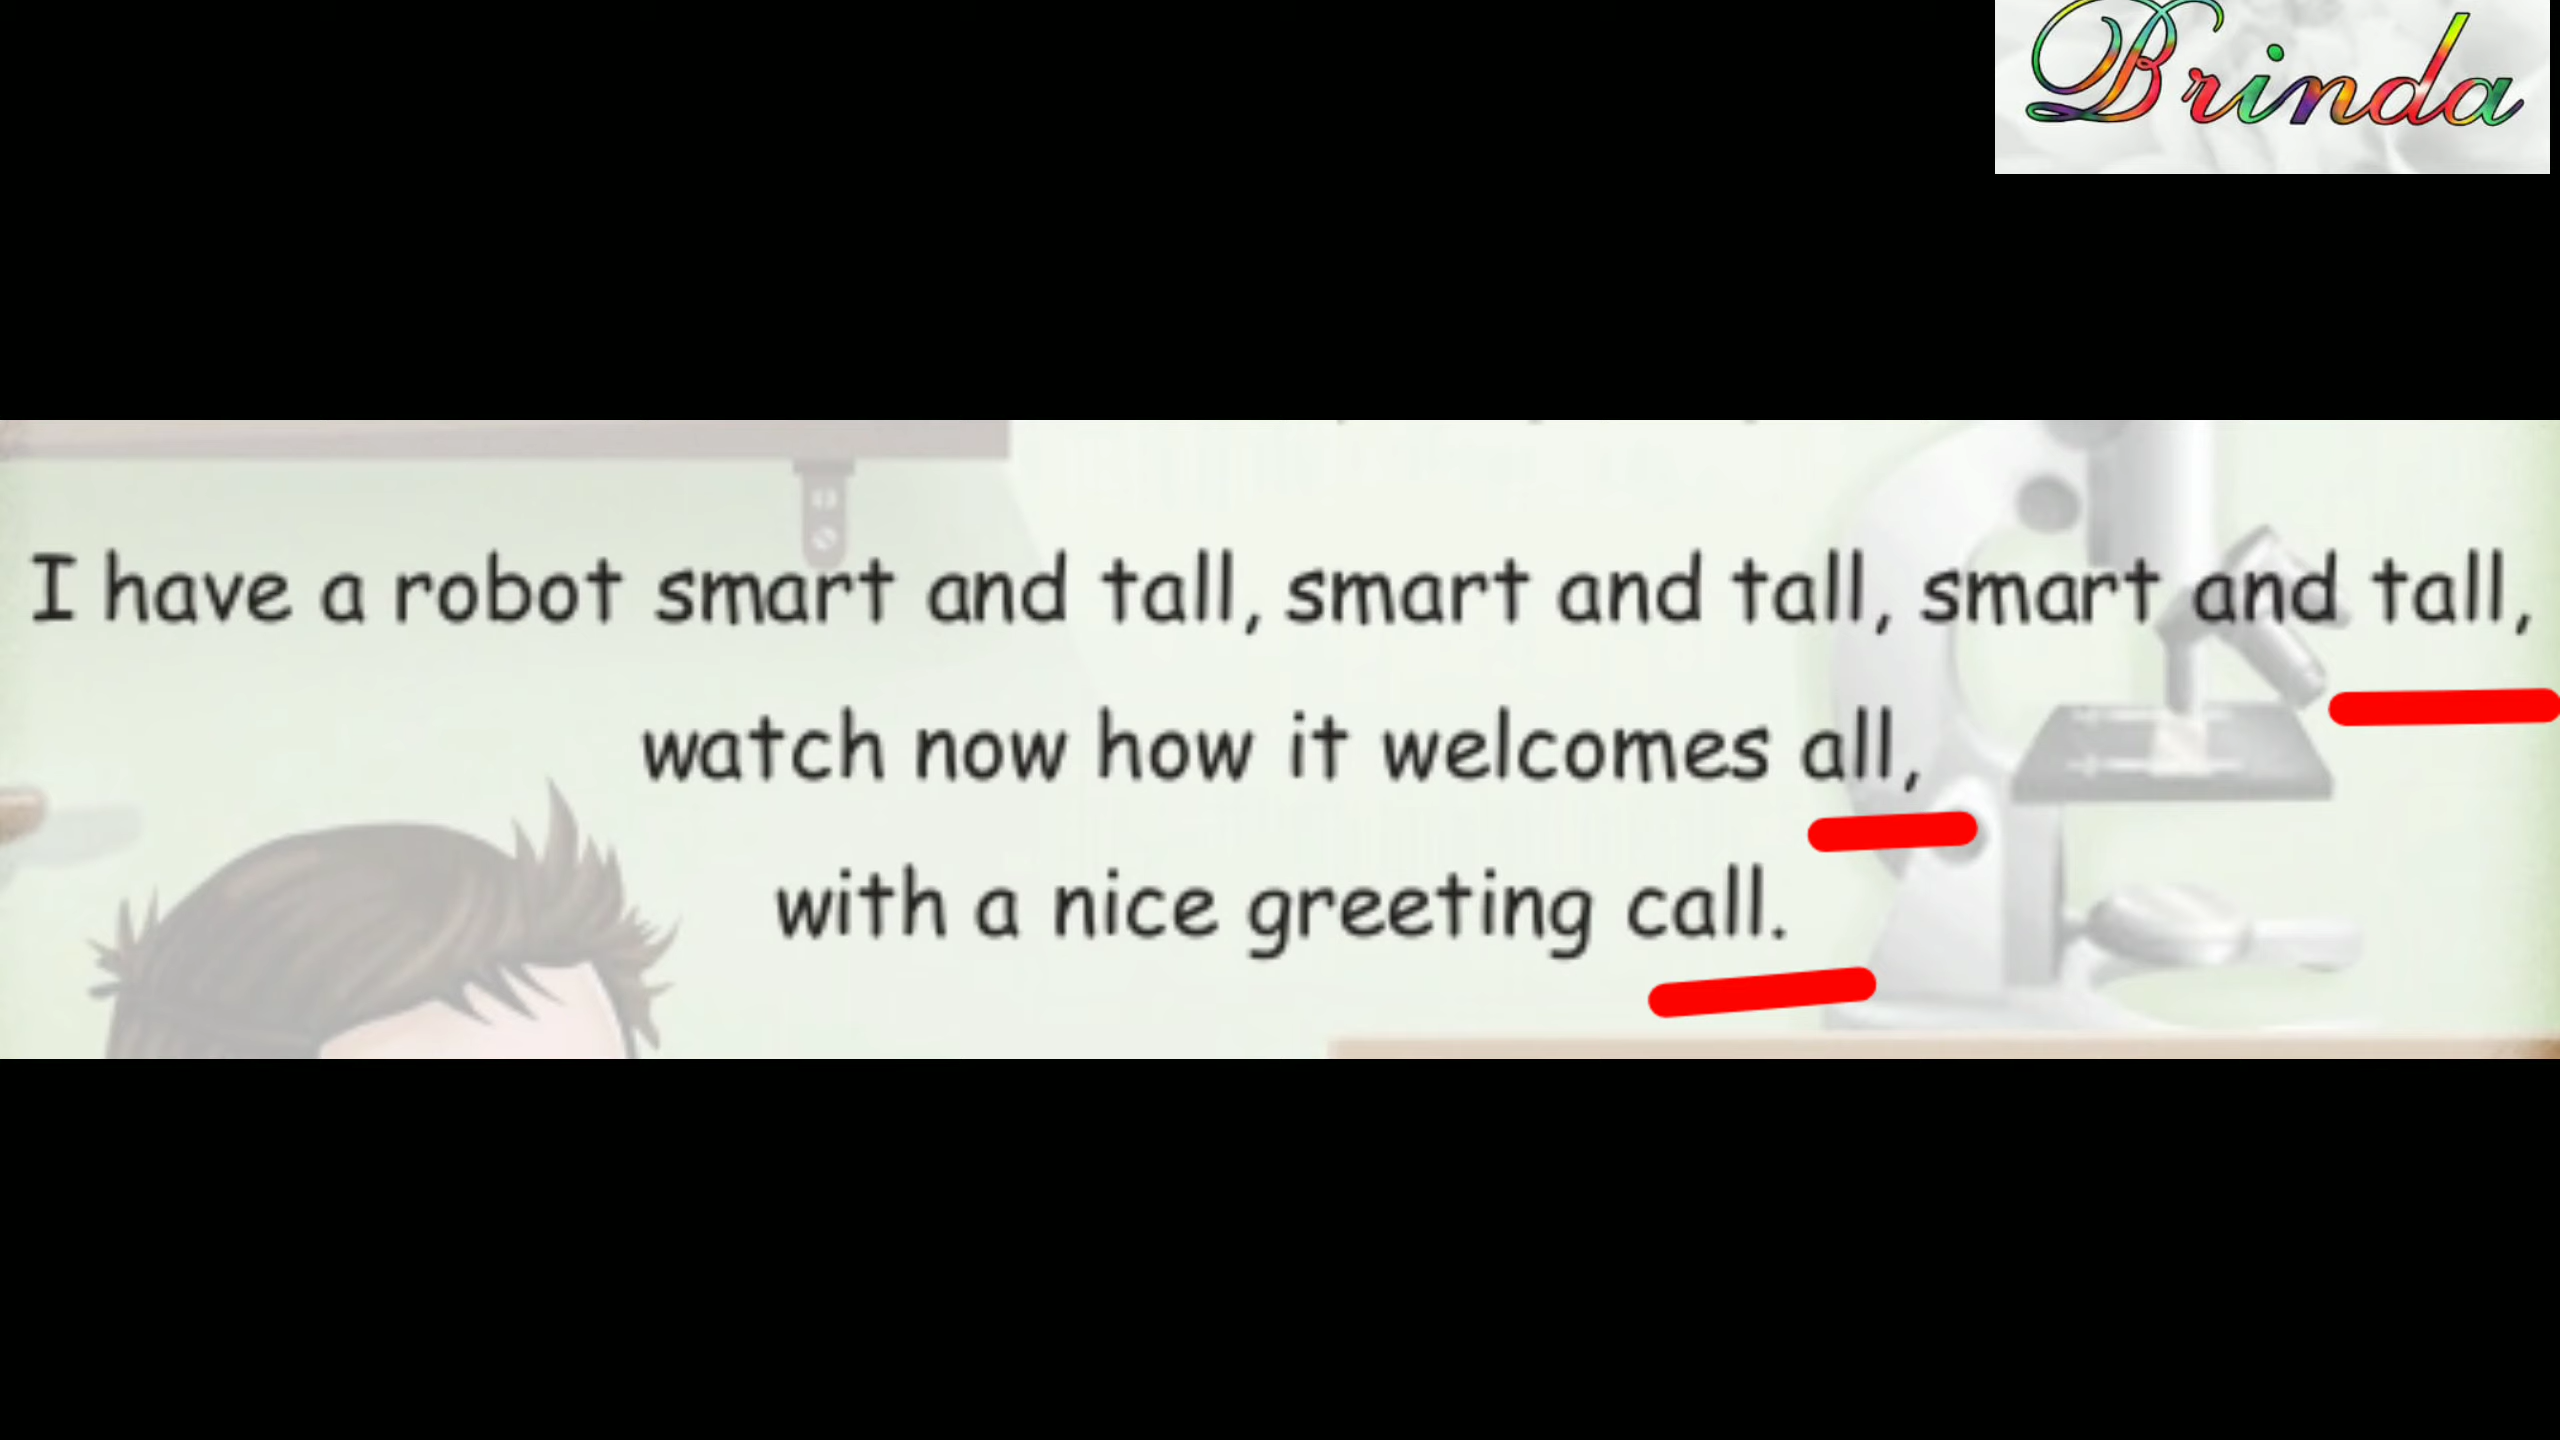 Brinda
I have a robot smart and tall, smart and tall, smart and tall,
watch now how it welcomes all,
with a nice greeting call.